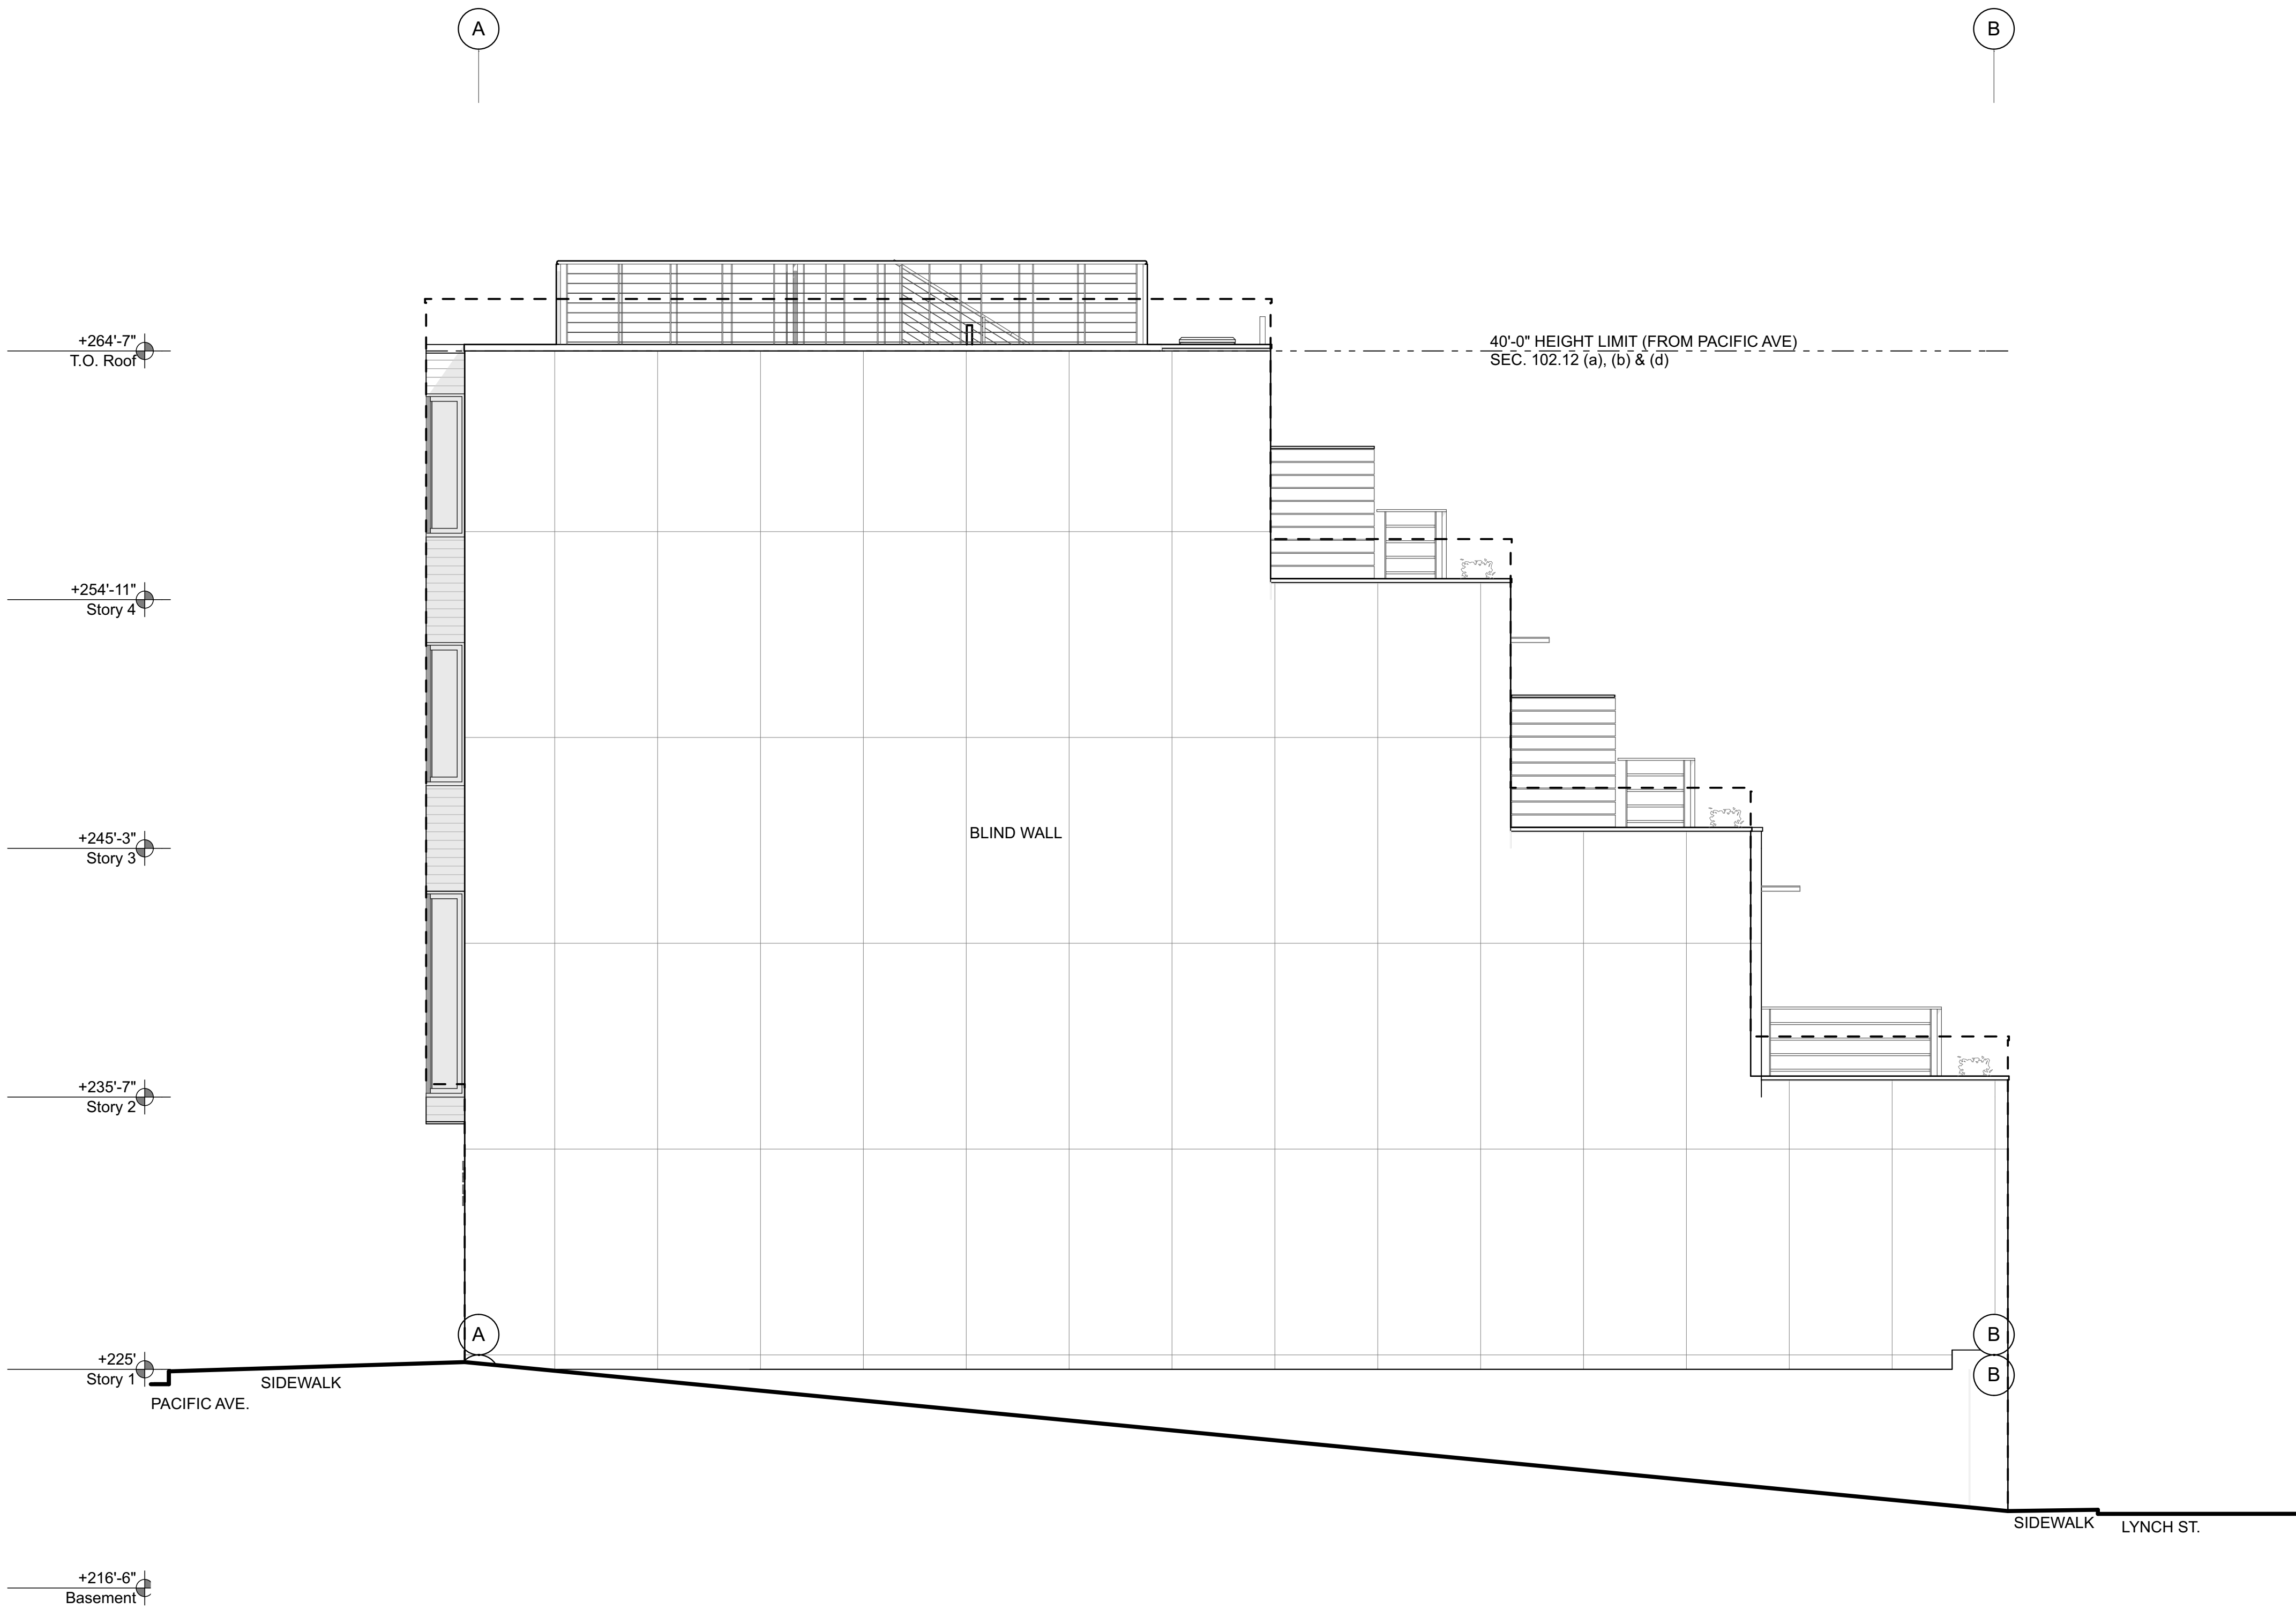 A
B
+264'-7"
T.O. Roof
40'-0" HEIGHT LIMIT (FROM PACIFIC AVE)
SEC. 102.12 (a), (b) & (d)
+254'-11"
Story 4
BLIND WALL
+245'-3"
Story 3
+235'-7"
Story 2
A
B
+225'
Story 1
B
SIDEWALK
PACIFIC AVE.
SIDEWALK
LYNCH ST.
+216'-6"
Basement